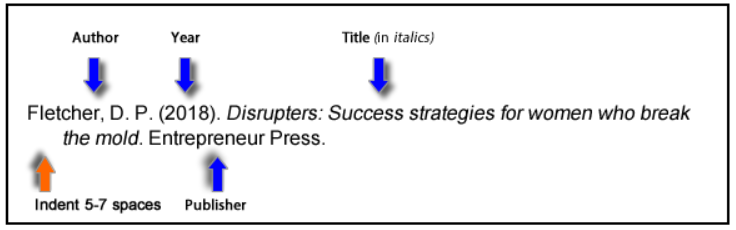 Author Year Title (in italics)
Fletcher, D. P. (2018). Disrupters: Success strategies for women who break
the mold. Entrepreneur Press.
Indent 5-7 spaces Publisher